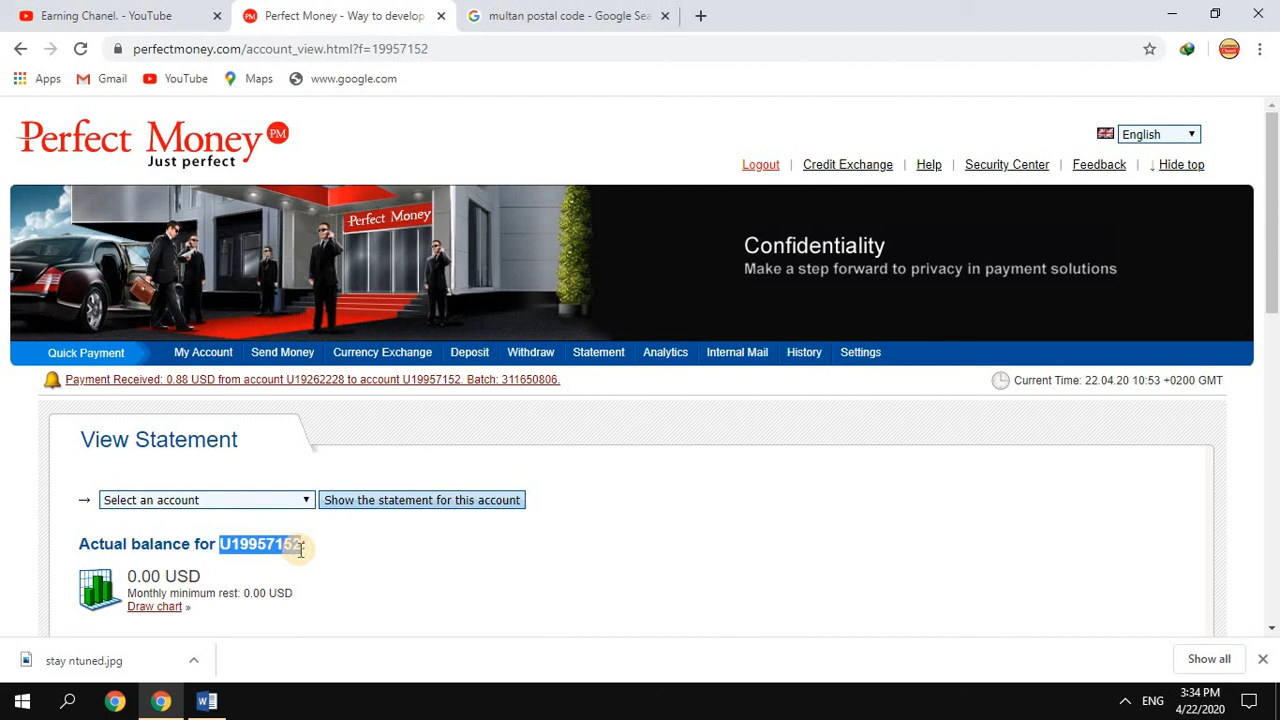 Earning Chanel. - YouTube
Perfect Money - Way to develop
multan postal code - Google Sea
perfectmoney.com/account_view.html?f=19957152
Apps
Gmail
YouTube
Maps
www.google.com
Perfect Money PM
Just perfect
English
Logout | Credit Exchange | Help | Security Center | Feedback | ↓ Hide top
Perfect Money
Confidentiality
Make a step forward to privacy in payment solutions
Quick Payment
My Account
Send Money
Currency Exchange
Deposit
Withdraw
Statement
Analytics
Internal Mail
History
Settings
Payment Received: 0.88 USD from account U19262228 to account U19957152. Batch: 311650806.
Current Time: 22.04.20 10:53 +0200 GMT
View Statement
→ Select an account
Show the statement for this account
Actual balance for U19957152:
0.00 USD
Monthly minimum rest: 0.00 USD
Draw chart »
stay ntuned.jpg
Show all
ENG
3:34 PM
4/22/2020